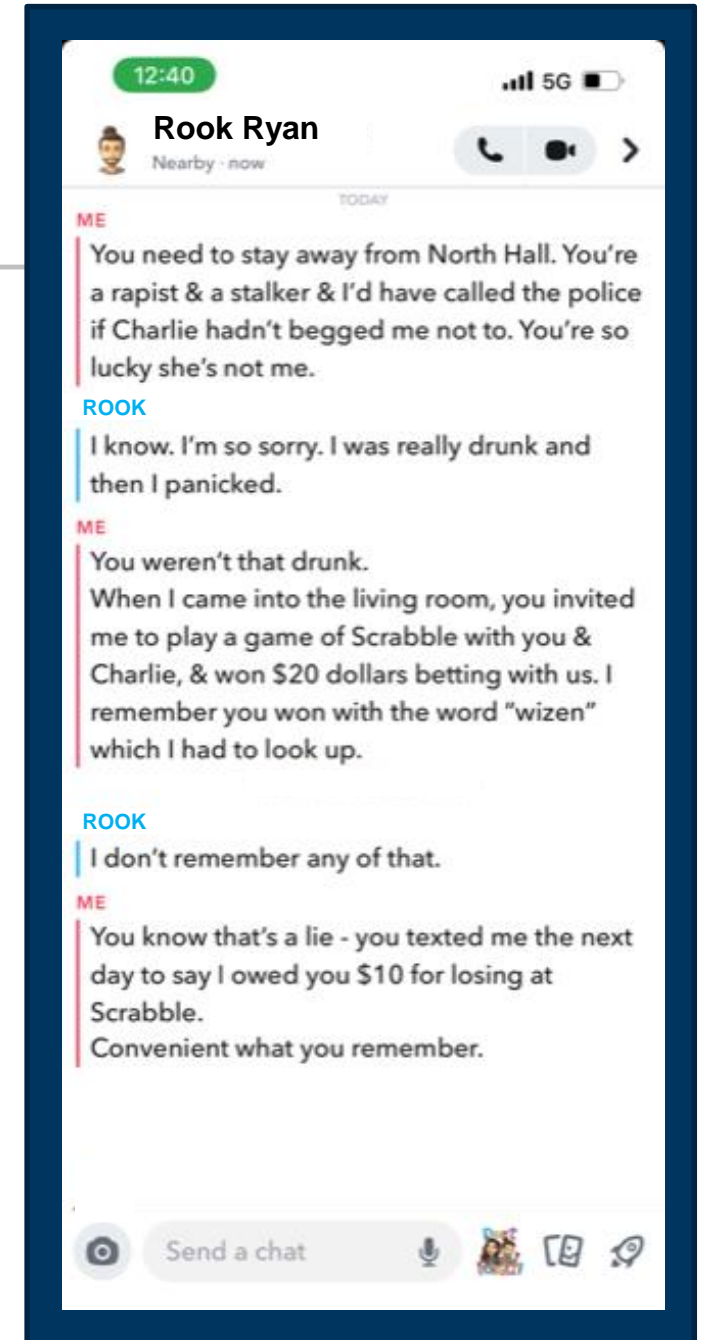 12:40
5G
Rook Ryan
Nearby · now
TODAY
ME
You need to stay away from North Hall. You’re
a rapist & a stalker & I’d have called the police
if Charlie hadn’t begged me not to. You’re so
lucky she’s not me.
ROOK
I know. I’m so sorry. I was really drunk and
then I panicked.
ME
You weren’t that drunk.
When I came into the living room, you invited
me to play a game of Scrabble with you &
Charlie, & won $20 dollars betting with us. I
remember you won with the word “wizen”
which I had to look up.
ROOK
I don’t remember any of that.
ME
You know that’s a lie - you texted me the next
day to say I owed you $10 for losing at
Scrabble.
Convenient what you remember.
Send a chat